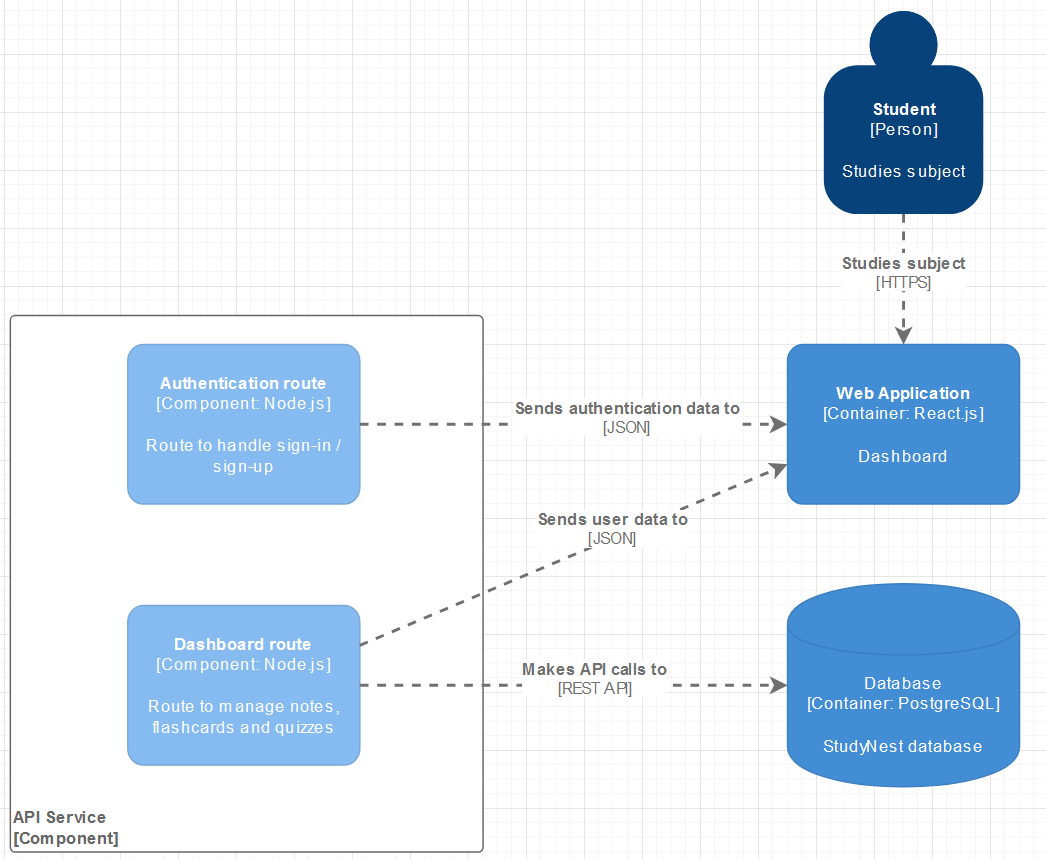 Student
[Person]
Studies subject
Studies subject
[HTTPS]
Authentication route
[Component: Node.js]
Route to handle sign-in /
sign-up
Sends authentication data to
[JSON]
Web Application
[Container: React.js]
Dashboard
Sends user data to
[JSON]
Dashboard route
[Component: Node.js]
Route to manage notes,
flashcards and quizzes
Makes API calls to
[REST API]
Database
[Container: PostgreSQL]
StudyNest database
API Service
[Component]